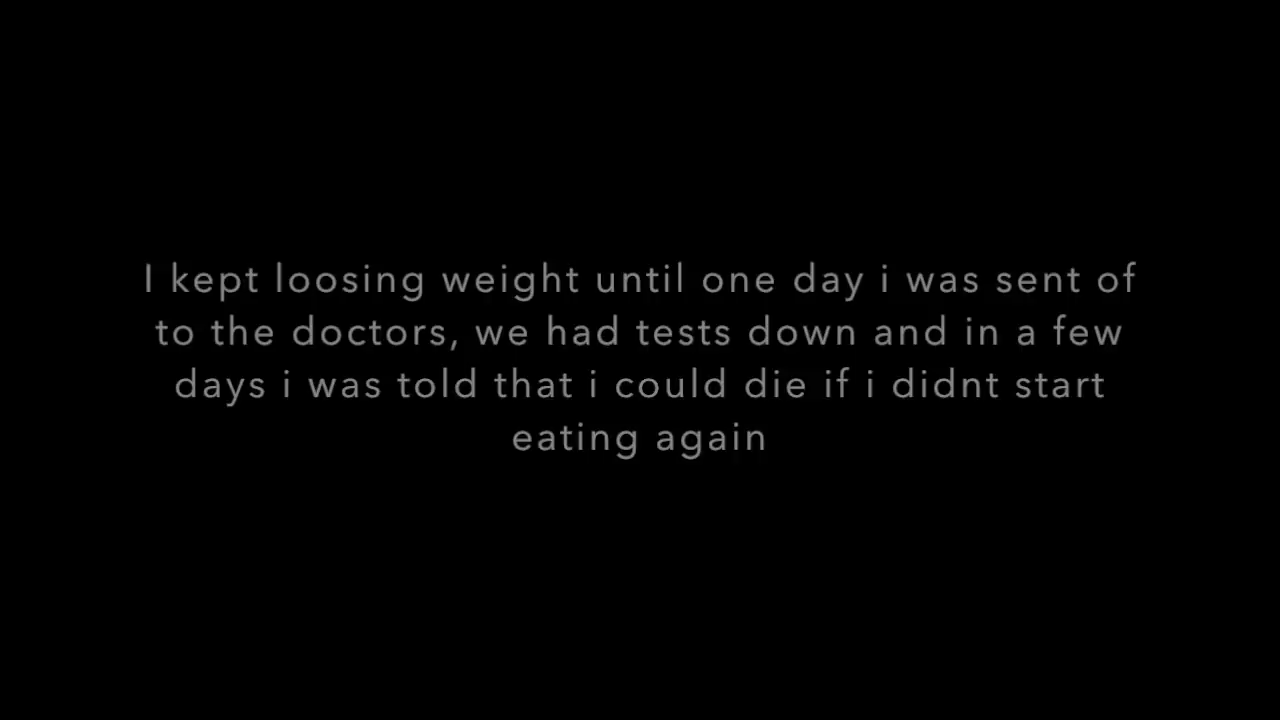 I kept loosing weight until one day i was sent of
to the doctors, we had tests down and in a few
days i was told that i could die if i didnt start
eating again